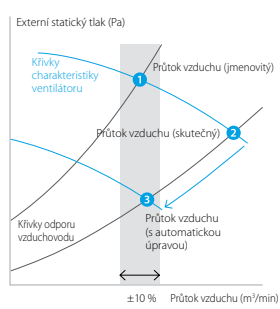 Externí statický tlak (Pa)
Křivky
charakteristiky
ventilátoru
Průtok vzduchu (jmenovitý)
1
Průtok vzduchu (skutečný)
2
3
Průtok vzduchu
(s automatickou
úpravou)
Křivky odporu
vzduchovodu
±10 %
Průtok vzduchu (m³/min)